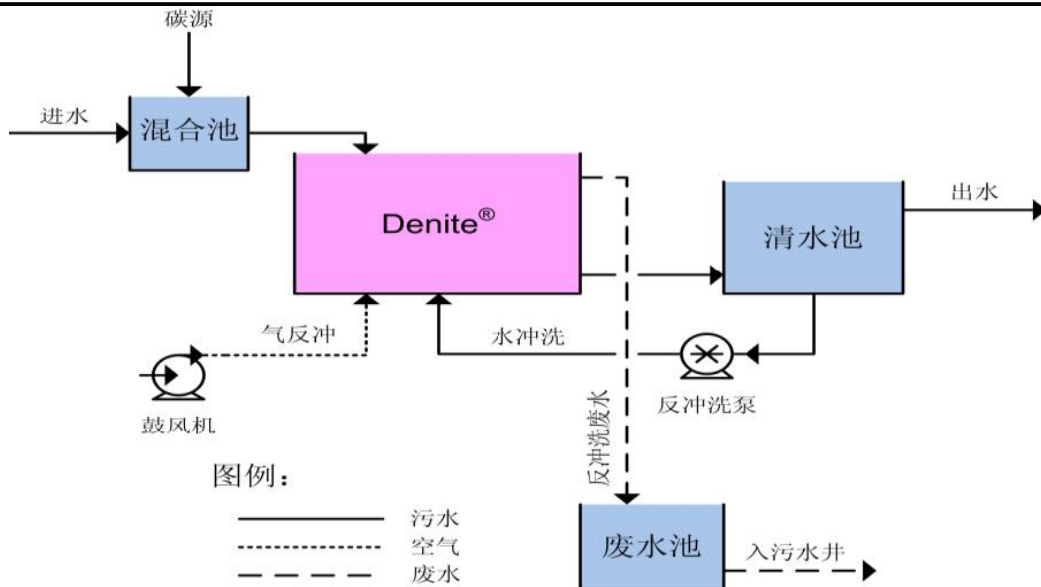 碳源
进水
混合池
Denite®
出水
清水池
气反冲
水冲洗
鼓风机
反冲洗泵
反冲洗废水
图例：
污水
空气
废水
废水池
入污水井